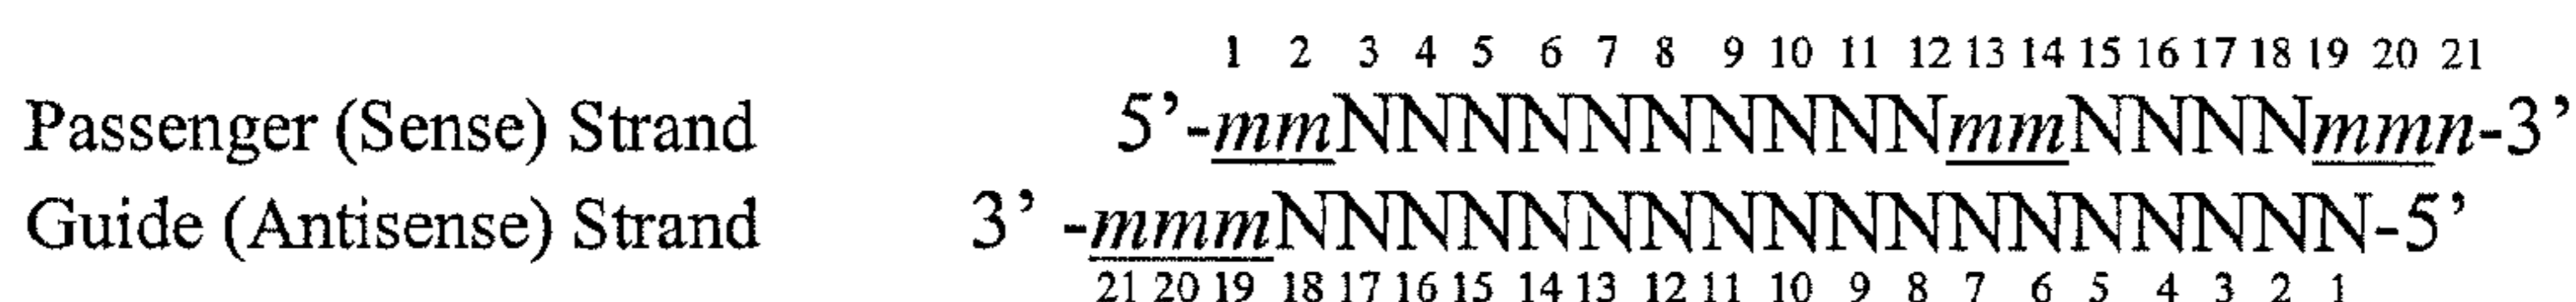 1 2 3 4 5 6 7 8 9 10 11 12 13 14 15 16 17 18 19 20 21
Passenger (Sense) Strand 5’-mmNNNNNNNNNNmmNNNNmmn-3’
Guide (Antisense) Strand 3’ -mmmNNNNNNNNNNNNNNNNNN-5’
21 20 19 18 17 16 15 14 13 12 11 10 9 8 7 6 5 4 3 2 1